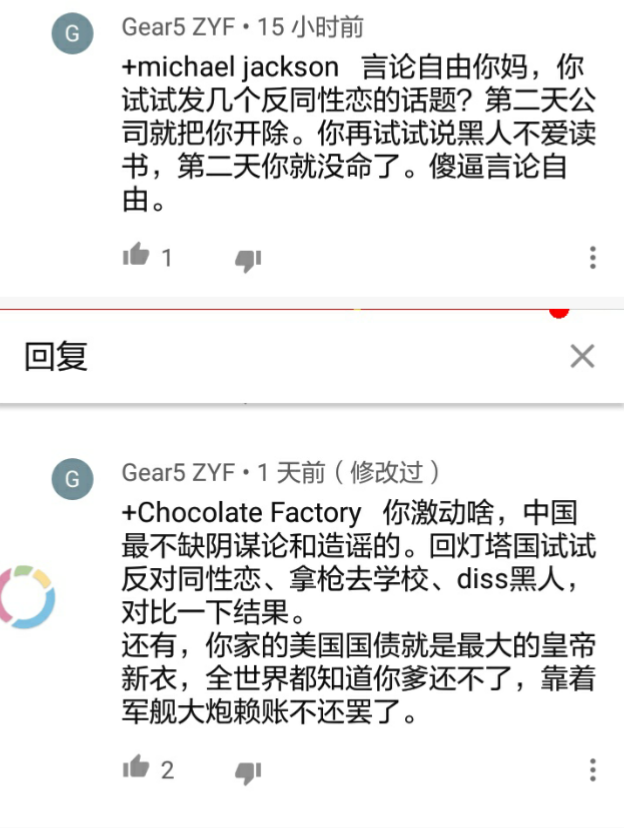 G
Gear5 ZYF • 15 小时前
+michael jackson 言论自由你妈，你
试试发几个反同性恋的话题？第二天公
司就把你开除。你再试试说黑人不爱读
书，第二天你就没命了。傻逼言论自
由。
1
回复
G
Gear5 ZYF • 1 天前（修改过）
+Chocolate Factory 你激动啥，中国
最不缺阴谋论和造谣的。回灯塔国试试
反对同性恋、拿枪去学校、diss黑人，
对比一下结果。
还有，你家的美国国债就是最大的皇帝
新衣，全世界都知道你爹还不了，靠着
军舰大炮赖账不还罢了。
2